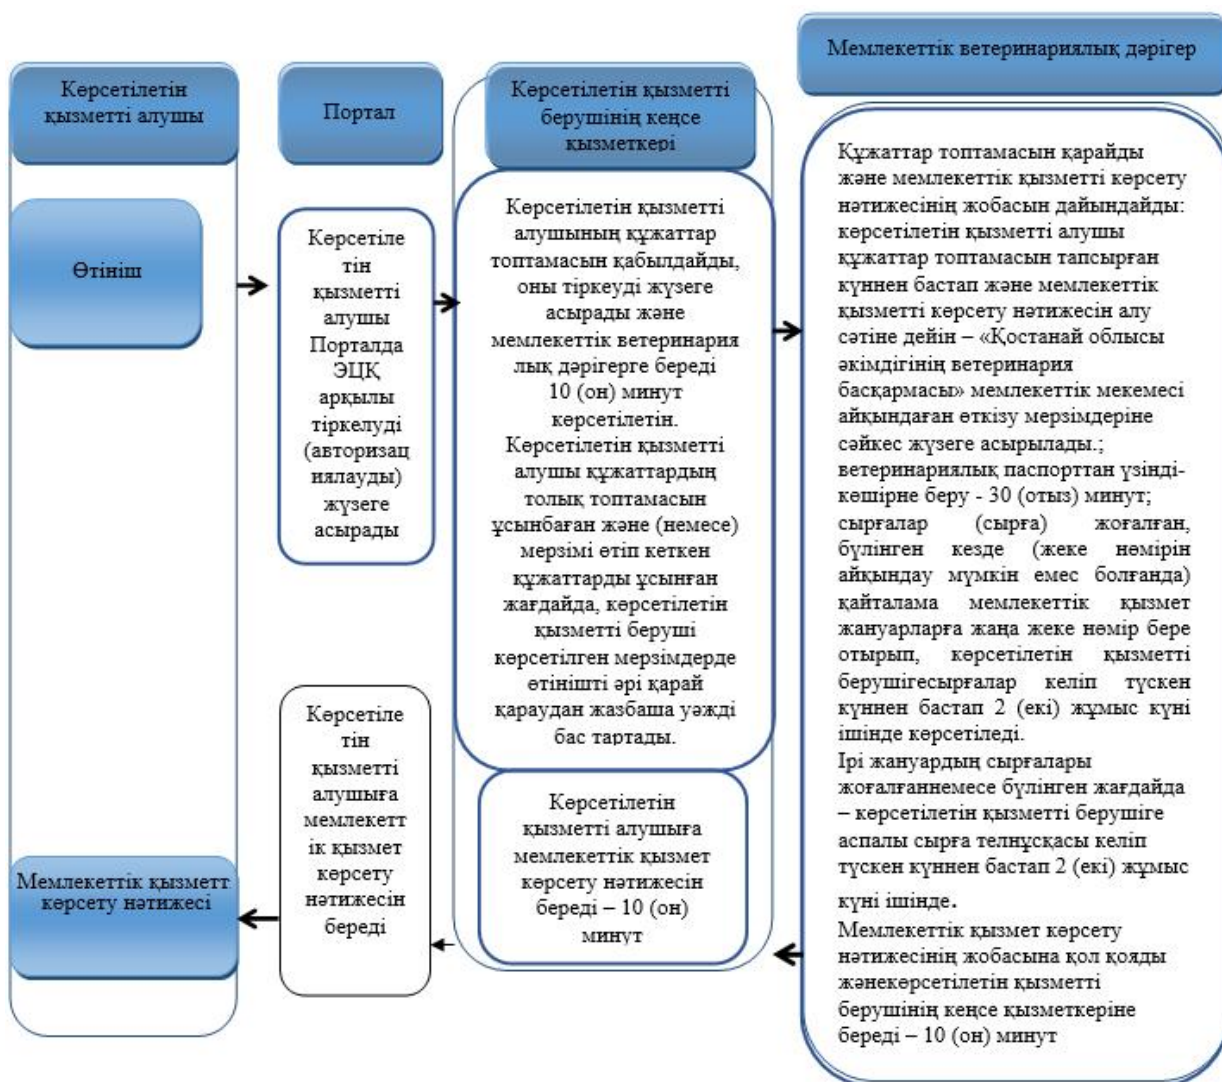 Көрсетілетін
қызметті алушы
Портал
Көрсетілетін қызметті
берушінің кеңсе
қызметкері
Мемлекеттік ветеринариялық дәрігер
Өтініш
Көрсетіле
тін
қызметті
алушы
Порталда
ЭЦҚ
арқылы
тіркелуді
(авторизац
иялауды)
жүзеге
асырады
Көрсетілетін қызметті
алушының құжаттар
топтамасын қабылдайды,
оны тіркеуді жүзеге
асырады және
мемлекеттік ветеринария
лық дәрігерге береді
10 (он) минут
көрсетілетін.
Көрсетілетін қызметті
алушы құжаттардың
толық топтамасын
ұсынбаған және (немесе)
мерзімі өтіп кеткен
құжаттарды ұсынған
жағдайда, көрсетілетін
қызметті беруші
көрсетілген мерзімдерде
өтінішті әрі қарай
қараудан жазбаша уәжді
бас тартады.
Құжаттар топтамасын қарайды
және мемлекеттік қызметті көрсету
нәтижесінің жобасын дайындайды:
көрсетілетін қызметті алушы
құжаттар топтамасын тапсырған
күннен бастап және мемлекеттік
қызметті көрсету нәтижесін алу
сәтіне дейін – «Қостанай облысы
әкімдігінің ветеринария
басқармасы» мемлекеттік мекемесі
айқындаған өткізу мерзімдеріне
сәйкес жүзеге асырылады.;
ветеринариялық паспорттан үзінді-
көшірне беру - 30 (отыз) минут;
сырғалар (сырға) жоғалған,
бүлінген кезде (жеке нөмірін
айқындау мүмкін емес болғанда)
қайталама мемлекеттік қызмет
жануарларға жаңа жеке нөмір бере
отырып, көрсетілетін қызметті
берушігесырғалар келіп түскен
күннен бастап 2 (екі) жұмыс күні
ішінде көрсетіледі.
Ірі жануардың сырғалары
жоғалғаннемесе бүлінген жағдайда
– көрсетілетін қызметті берушіге
аспалы сырға телнұсқасы келіп
түскен күннен бастап 2 (екі) жұмыс
күні ішінде.
Мемлекеттік қызмет көрсету
нәтижесінің жобасына қол қояды
жәнекөрсетілетін қызметті
берушінің кеңсе қызметкеріне
береді – 10 (он) минут
Көрсетілетін
қызметті алушыға
мемлекеттік қызмет
көрсету нәтижесін
береді – 10 (он)
минут
Көрсетіле
тін
қызметті
алушыға
мемлекетт
ік қызмет
көрсету
нәтижесін
береді
Мемлекеттік қызметт
көрсету нәтижесі